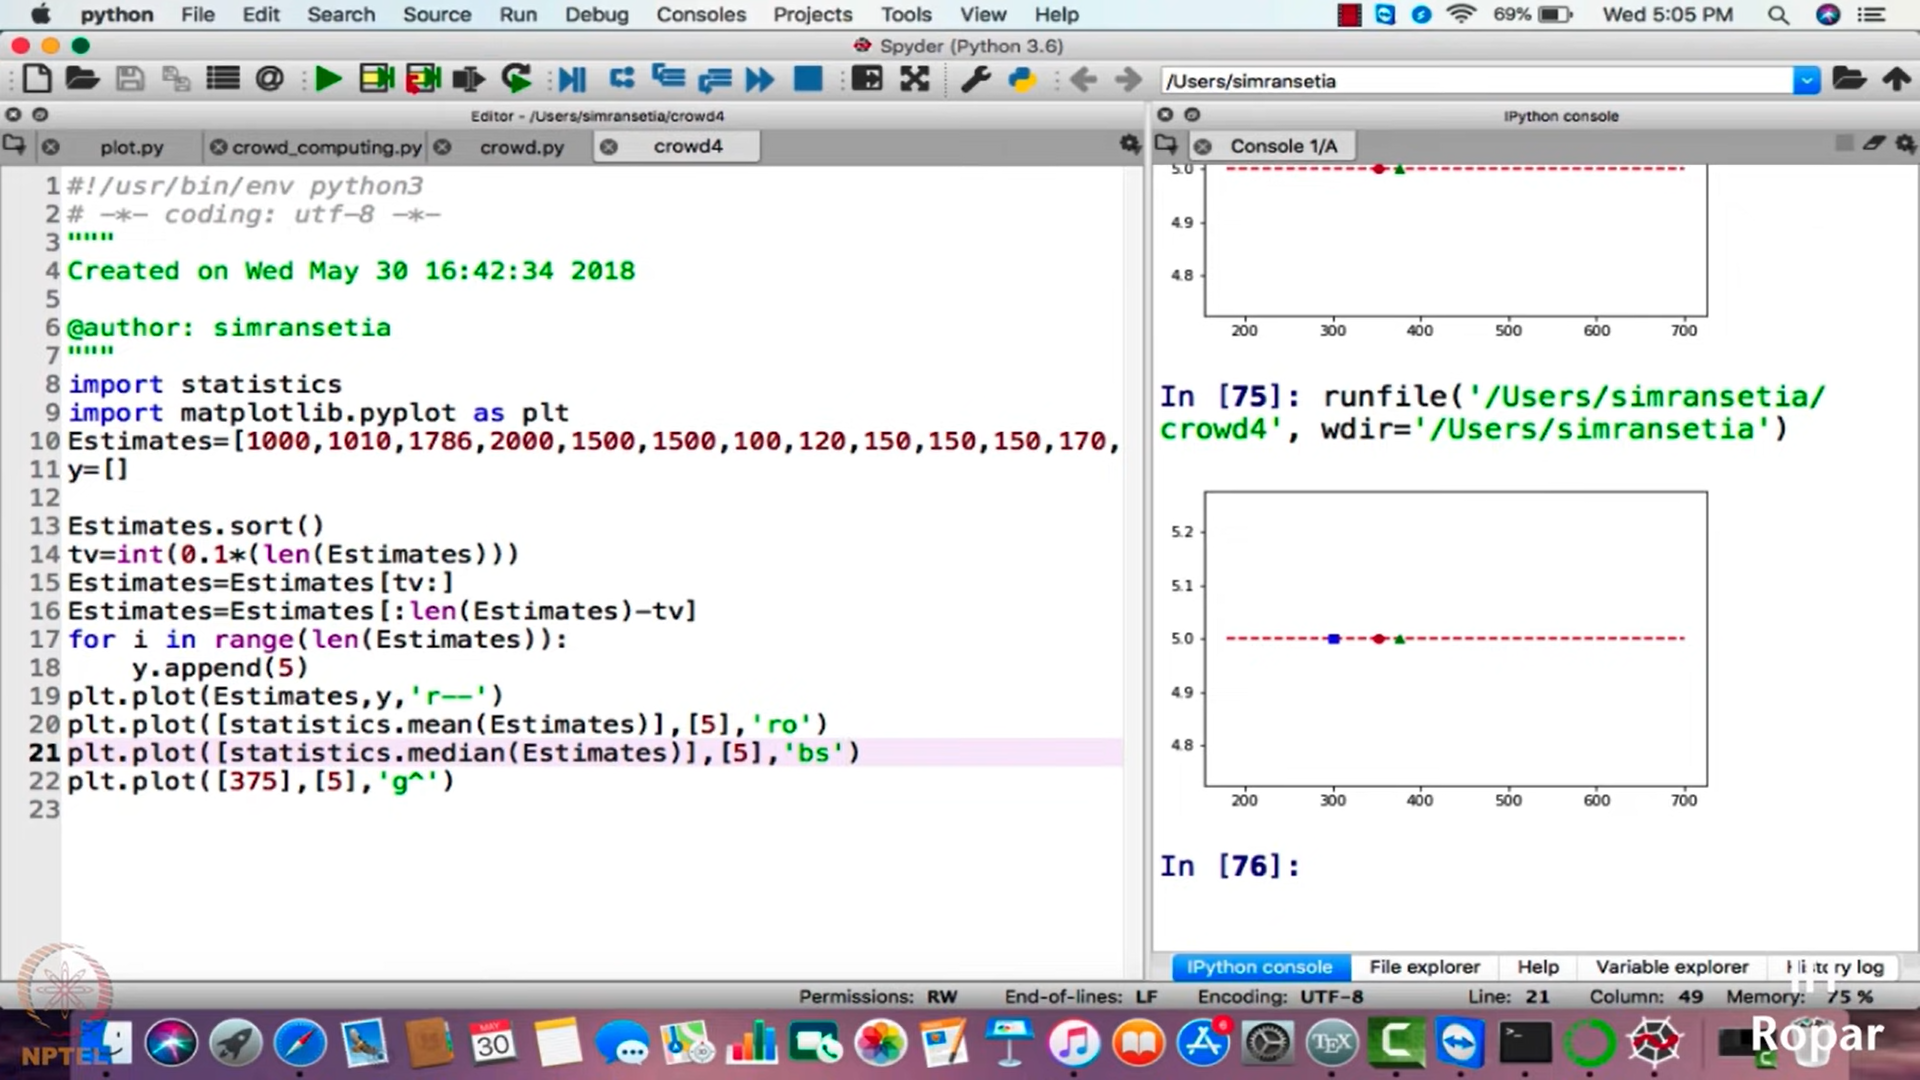 python File Edit Search Source Run Debug Consoles Projects Tools View Help 69% Wed 5:05 PM
Spyder (Python 3.6)
/Users/simransetia
Editor - /Users/simransetia/crowd4
IPython console
plot.py crowd_computing.py crowd.py crowd4
Console 1/A
1 #!/usr/bin/env python3
2 # -*- coding: utf-8 -*-
3 """
4 Created on Wed May 30 16:42:34 2018
5
6 @author: simransetia
7 """
8 import statistics
9 import matplotlib.pyplot as plt
10 Estimates=[1000,1010,1786,2000,1500,1500,100,120,150,150,150,170,
11 y=[]
12
13 Estimates.sort()
14 tv=int(0.1*(len(Estimates)))
15 Estimates=Estimates[tv:]
16 Estimates=Estimates[:len(Estimates)-tv]
17 for i in range(len(Estimates)):
18     y.append(5)
19 plt.plot(Estimates,y,'r--')
20 plt.plot([statistics.mean(Estimates)],[5],'ro')
21 plt.plot([statistics.median(Estimates)],[5],'bs')
22 plt.plot([375],[5],'g^')
23
5.0
4.9
4.8
200 300 400 500 600 700
In [75]: runfile('/Users/simransetia/
crowd4', wdir='/Users/simransetia')
5.2
5.1
5.0
4.9
4.8
200 300 400 500 600 700
In [76]:
IPython console File explorer Help Variable explorer History log
Permissions: RW End-of-lines: LF Encoding: UTF-8 Line: 21 Column: 49 Memory: 75 %
MAY
30
6
TEX
NPTEL
Ropar